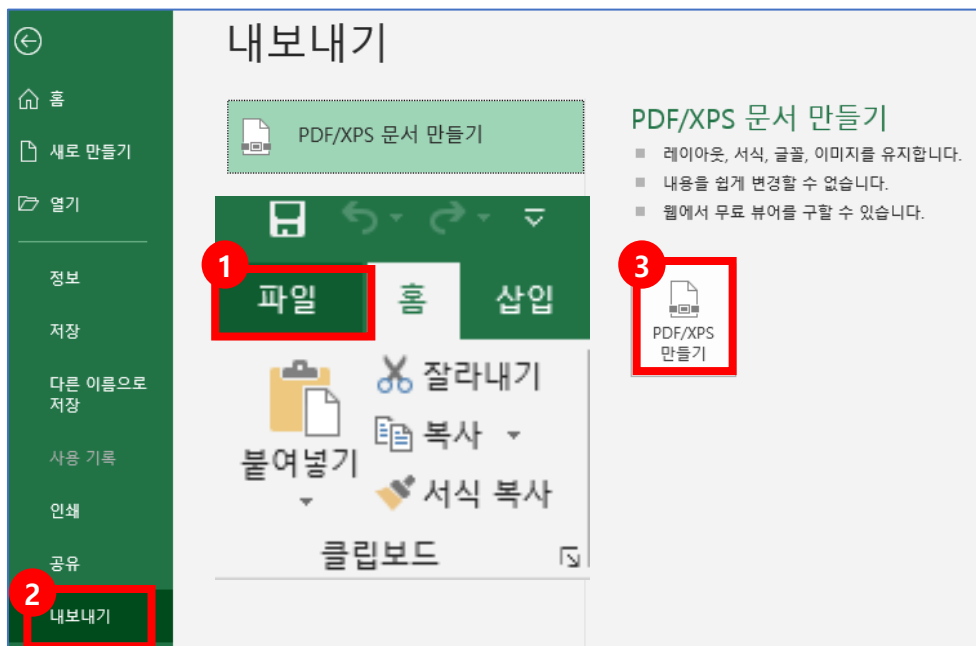 홈
새로 만들기
열기
정보
저장
다른 이름으로
저장
사용 기록
인쇄
공유
2
내보내기
내보내기
PDF/XPS 문서 만들기
1
파일 홈 삽입
붙여넣기
잘라내기
복사
서식 복사
클립보드
PDF/XPS 문서 만들기
레이아웃, 서식, 글꼴, 이미지를 유지합니다.
내용을 쉽게 변경할 수 없습니다.
웹에서 무료 뷰어를 구할 수 있습니다.
3
PDF/XPS
만들기